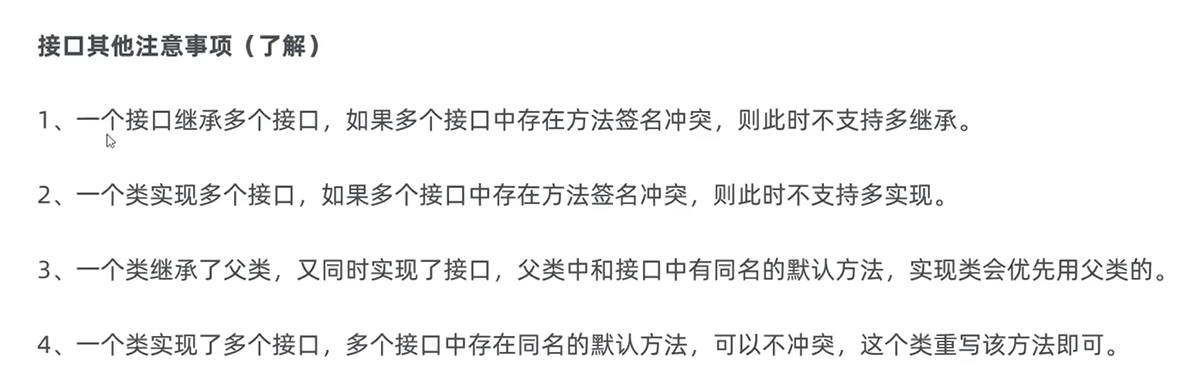 接口其他注意事项（了解）
1、一个接口继承多个接口，如果多个接口中存在方法签名冲突，则此时不支持多继承。
2、一个类实现多个接口，如果多个接口中存在方法签名冲突，则此时不支持多实现。
3、一个类继承了父类，又同时实现了接口，父类中和接口中有同名的默认方法，实现类会优先用父类的。
4、一个类实现了多个接口，多个接口中存在同名的默认方法，可以不冲突，这个类重写该方法即可。